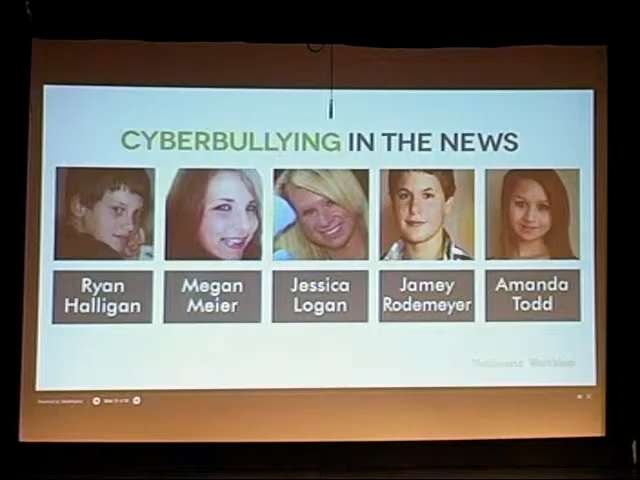 CYBERBULLYING IN THE NEWS
Ryan
Halligan
Megan
Meier
Jessica
Logan
Jamey
Rodemeyer
Amanda
Todd